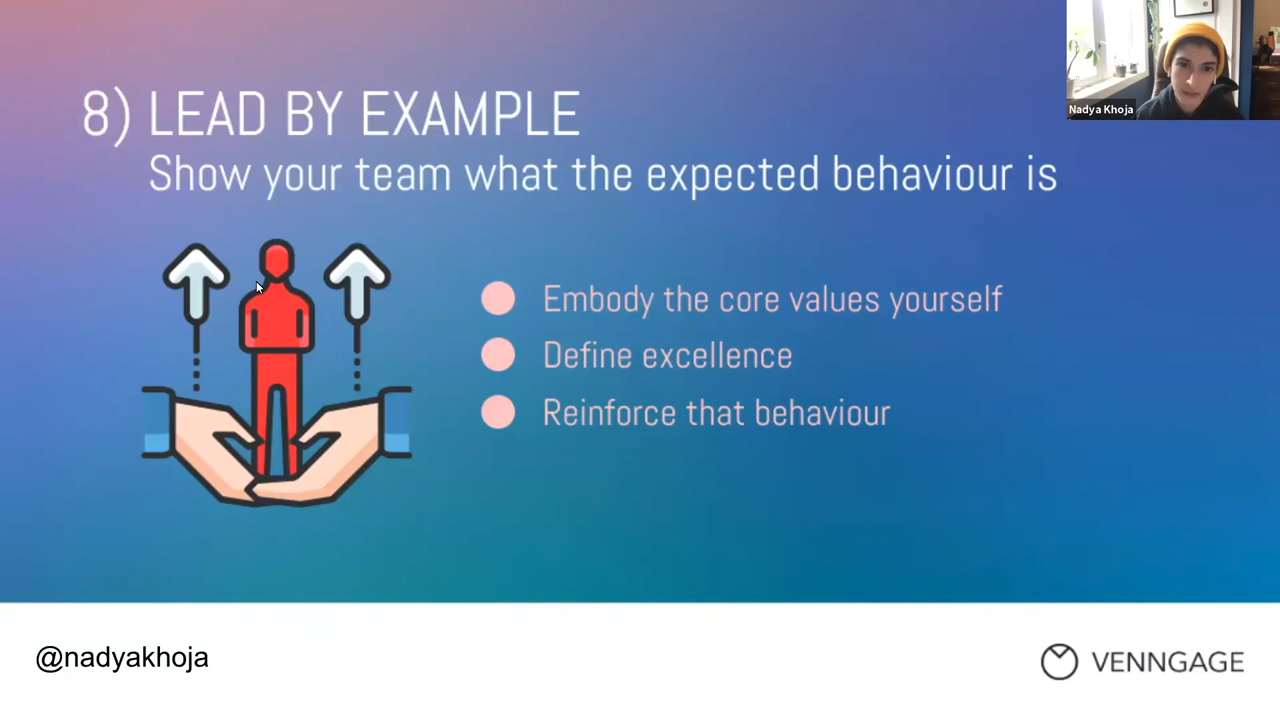 8) LEAD BY EXAMPLE
Show your team what the expected behaviour is
Nadya Khoja
Embody the core values yourself
Define excellence
Reinforce that behaviour
@nadyakhoja
VENNGAGE